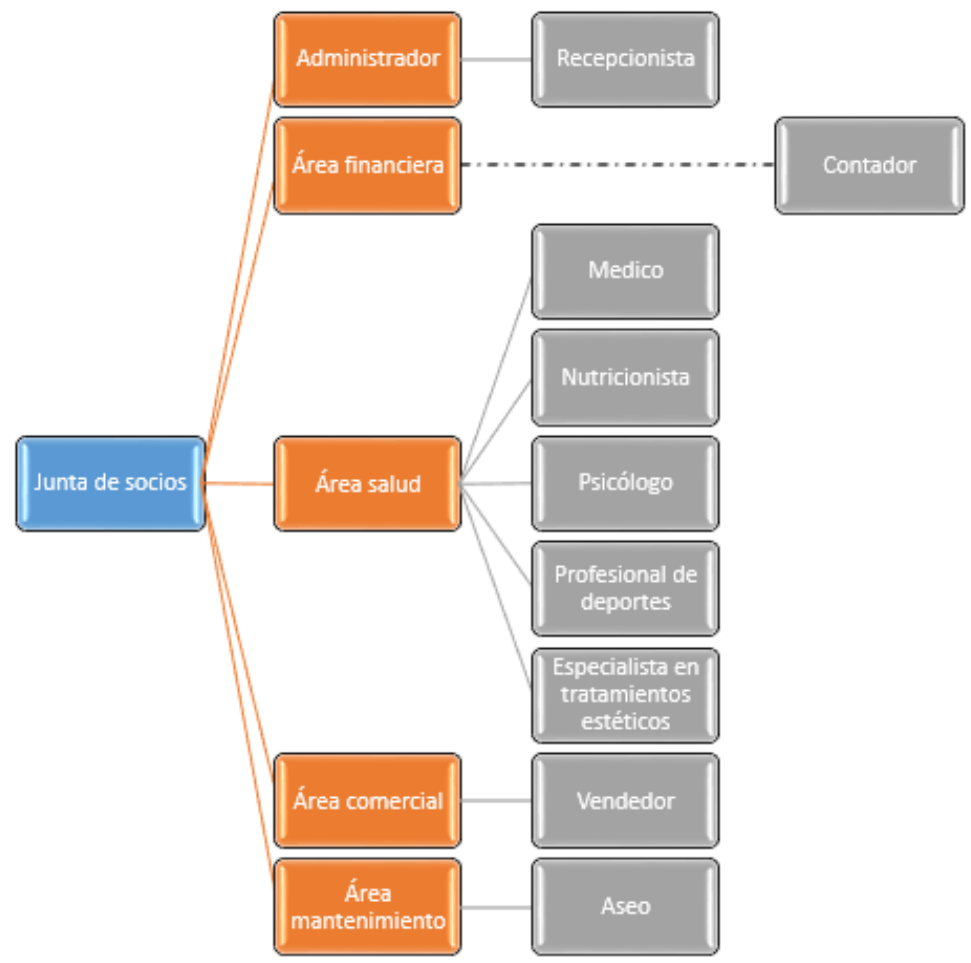 Administrador
Recepcionista
Área financiera
Contador
Medico
Nutricionista
Junta de socios
Área salud
Psicólogo
Profesional de
deportes
Especialista en
tratamientos
estéticos
Área comercial
Vendedor
Área
mantenimiento
Aseo